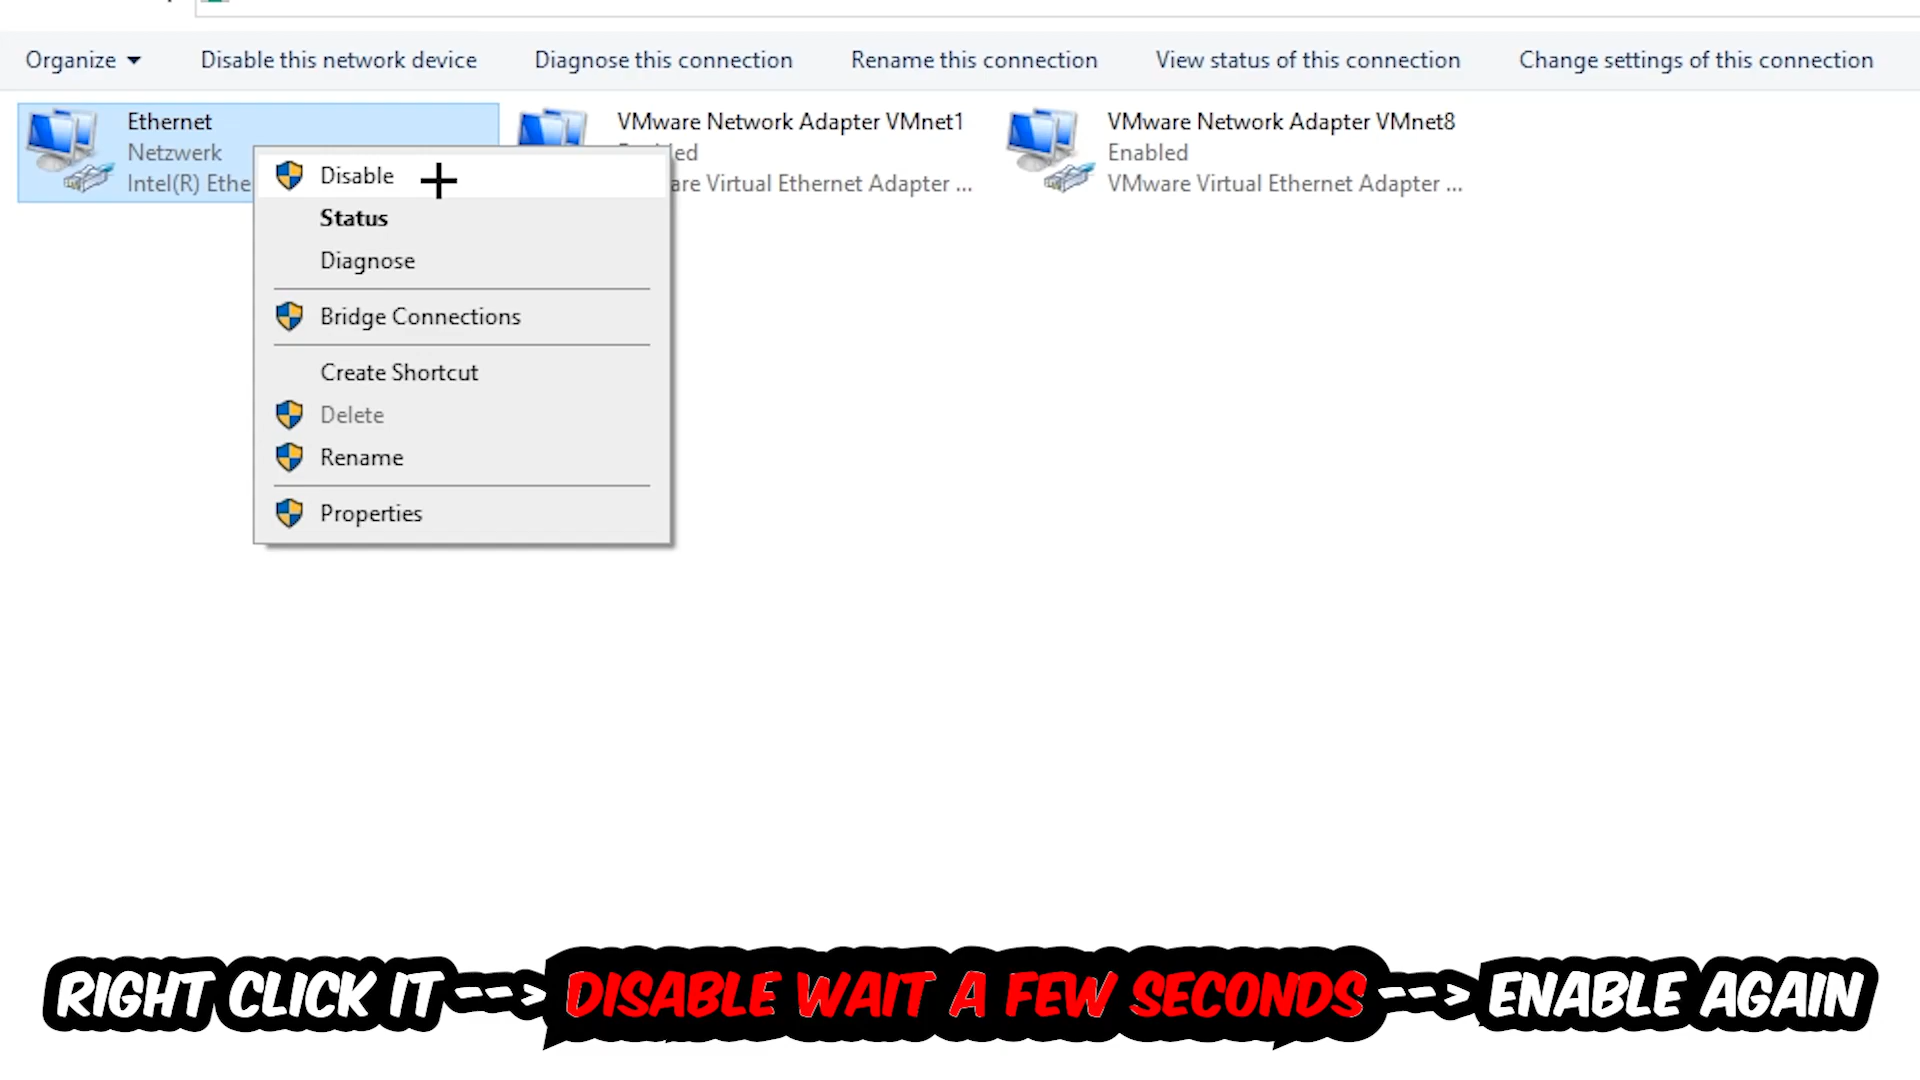 Organize
Disable this network device
Diagnose this connection
Rename this connection
View status of this connection
Change settings of this connection
Ethernet
Netzwerk
Intel(R) Ethe
VMware Network Adapter VMnet1
VMware Network Adapter VMnet8
Enabled
are Virtual Ethernet Adapter ...
VMware Virtual Ethernet Adapter ...
Disable
Status
Diagnose
Bridge Connections
Create Shortcut
Delete
Rename
Properties
RIGHT CLICK IT --> DISABLE WAIT A FEW SECONDS --> ENABLE AGAIN